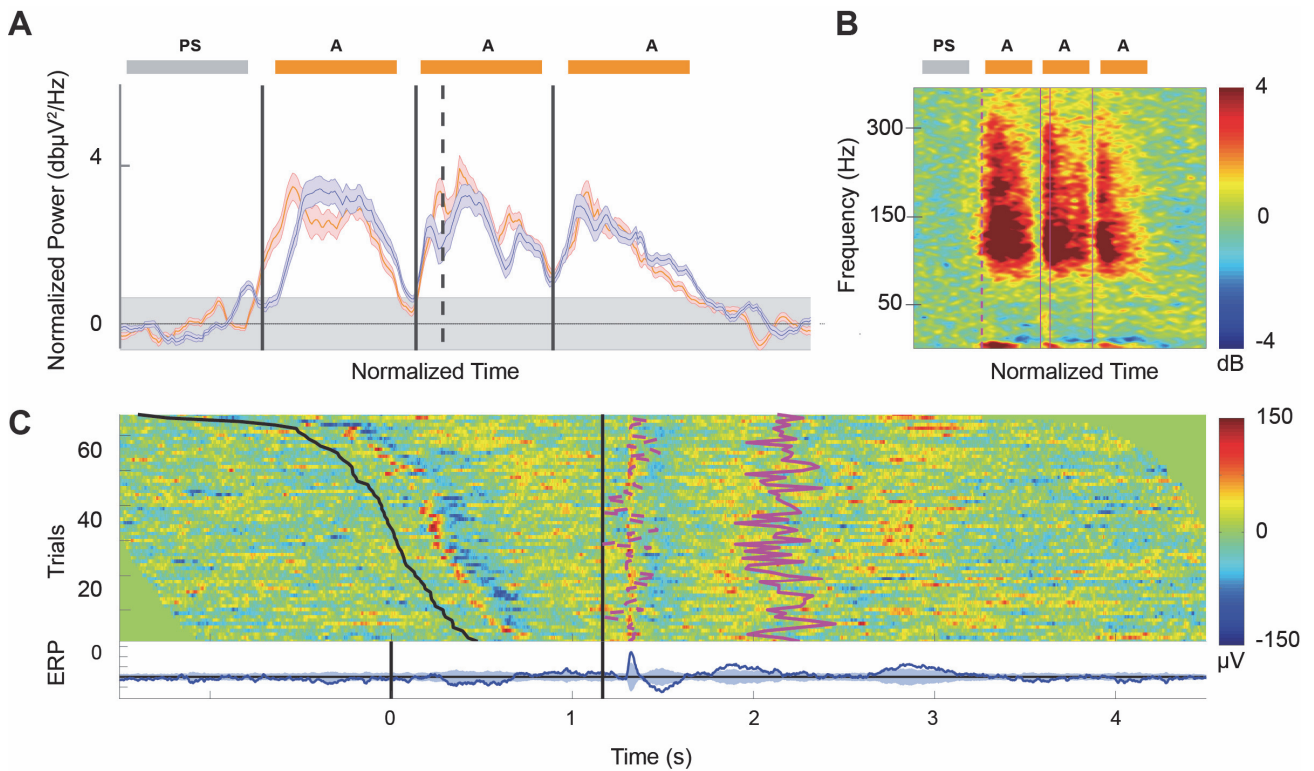 A
B
PS A A A
PS A A A
Normalized Power (dbµV²/Hz)
4
0
Normalized Time
Frequency (Hz)
300
150
50
Normalized Time
4
0
-4
dB
C
Trials
60
40
20
150
0
-150
µV
ERP
0
0 1 2 3 4
Time (s)